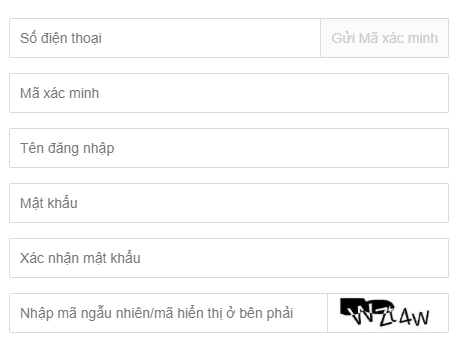 Số điện thoại Gửi Mã xác minh
Mã xác minh
Tên đăng nhập
Mật khẩu
Xác nhận mật khẩu
Nhập mã ngẫu nhiên/mã hiển thị ở bên phải